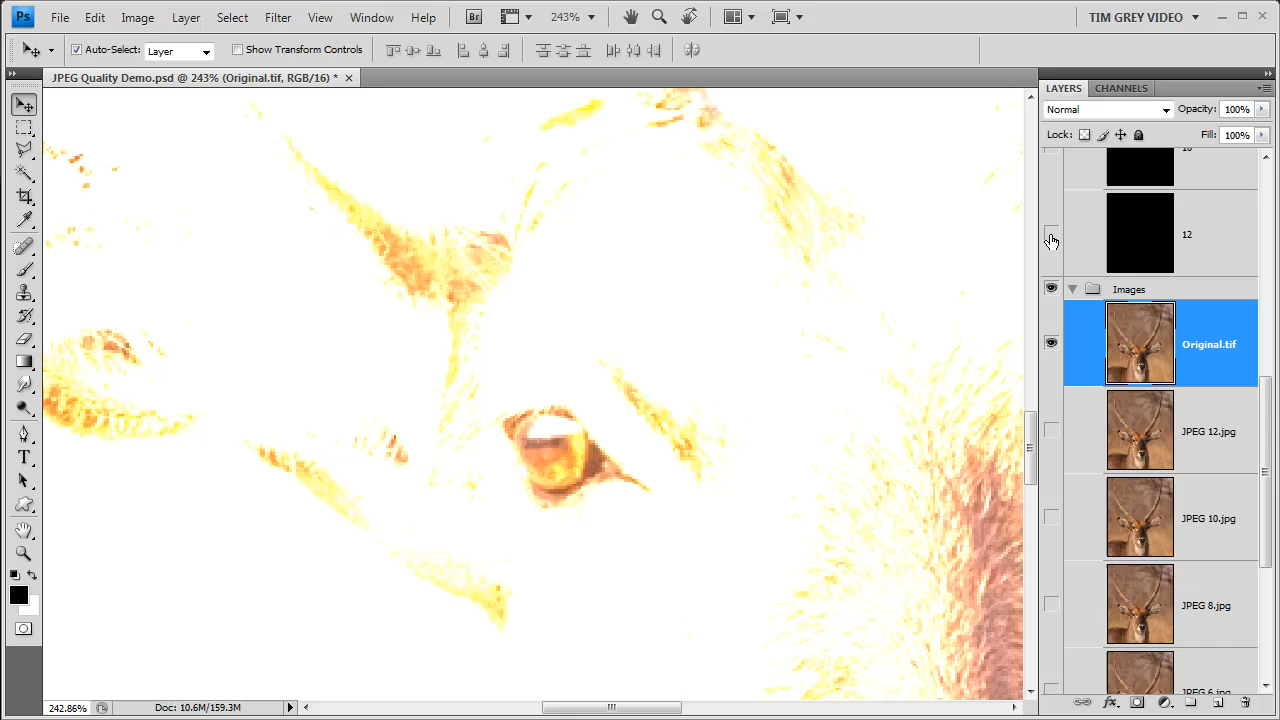 Ps File Edit Image Layer Select Filter View Window Help Br 243% TIM GREY VIDEO
Auto-Select: Layer Show Transform Controls
JPEG Quality Demo.psd @ 243% (Original.tif, RGB/16) * ×
LAYERS CHANNELS
Normal Opacity: 100%
Lock: Fill: 100%
12
Images
Original.tif
JPEG 12.jpg
JPEG 10.jpg
JPEG 8.jpg
JPEG 6.jpg
242.86% Doc: 10.6M/159.3M